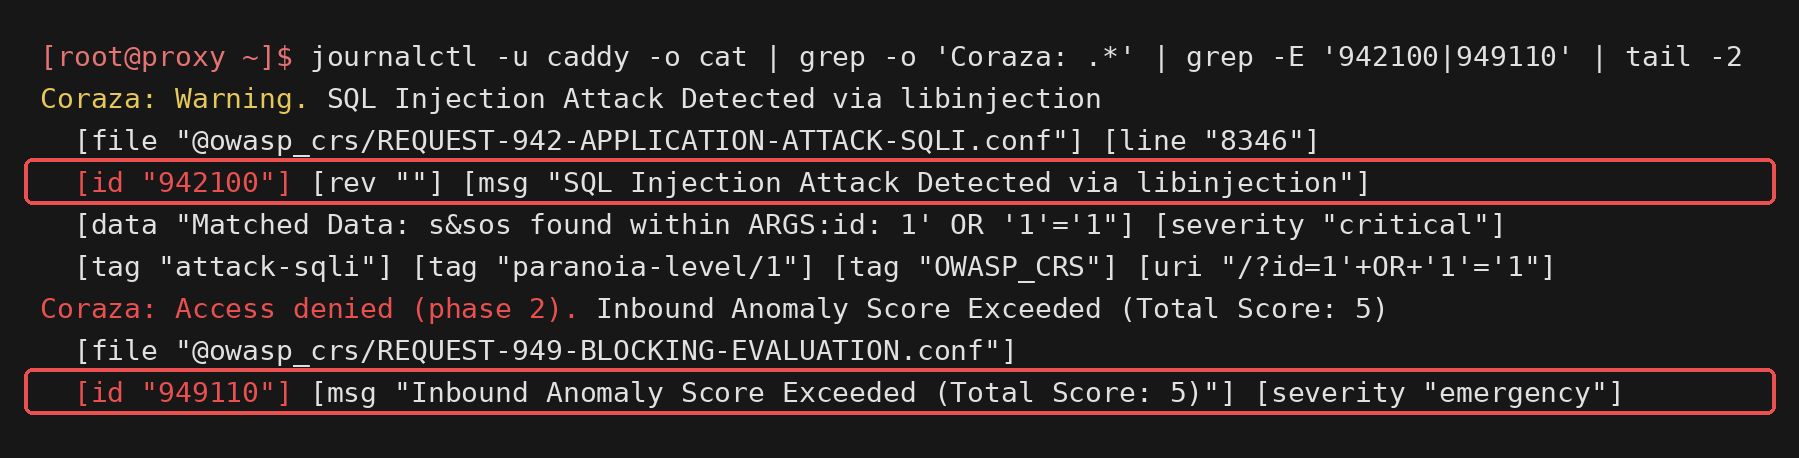 [root@proxy ~]$ journalctl -u caddy -o cat | grep -o 'Coraza: .*' | grep -E '942100|949110' | tail -2
Coraza: Warning. SQL Injection Attack Detected via libinjection
[file "@owasp_crs/REQUEST-942-APPLICATION-ATTACK-SQLI.conf"] [line "8346"]
[id "942100"] [rev ""] [msg "SQL Injection Attack Detected via libinjection"]
[data "Matched Data: s&sos found within ARGS:id: 1' OR '1'='1"] [severity "critical"]
[tag "attack-sqli"] [tag "paranoia-level/1"] [tag "OWASP_CRS"] [uri "/?id=1'+OR+'1'='1"]
Coraza: Access denied (phase 2). Inbound Anomaly Score Exceeded (Total Score: 5)
[file "@owasp_crs/REQUEST-949-BLOCKING-EVALUATION.conf"]
[id "949110"] [msg "Inbound Anomaly Score Exceeded (Total Score: 5)"] [severity "emergency"]